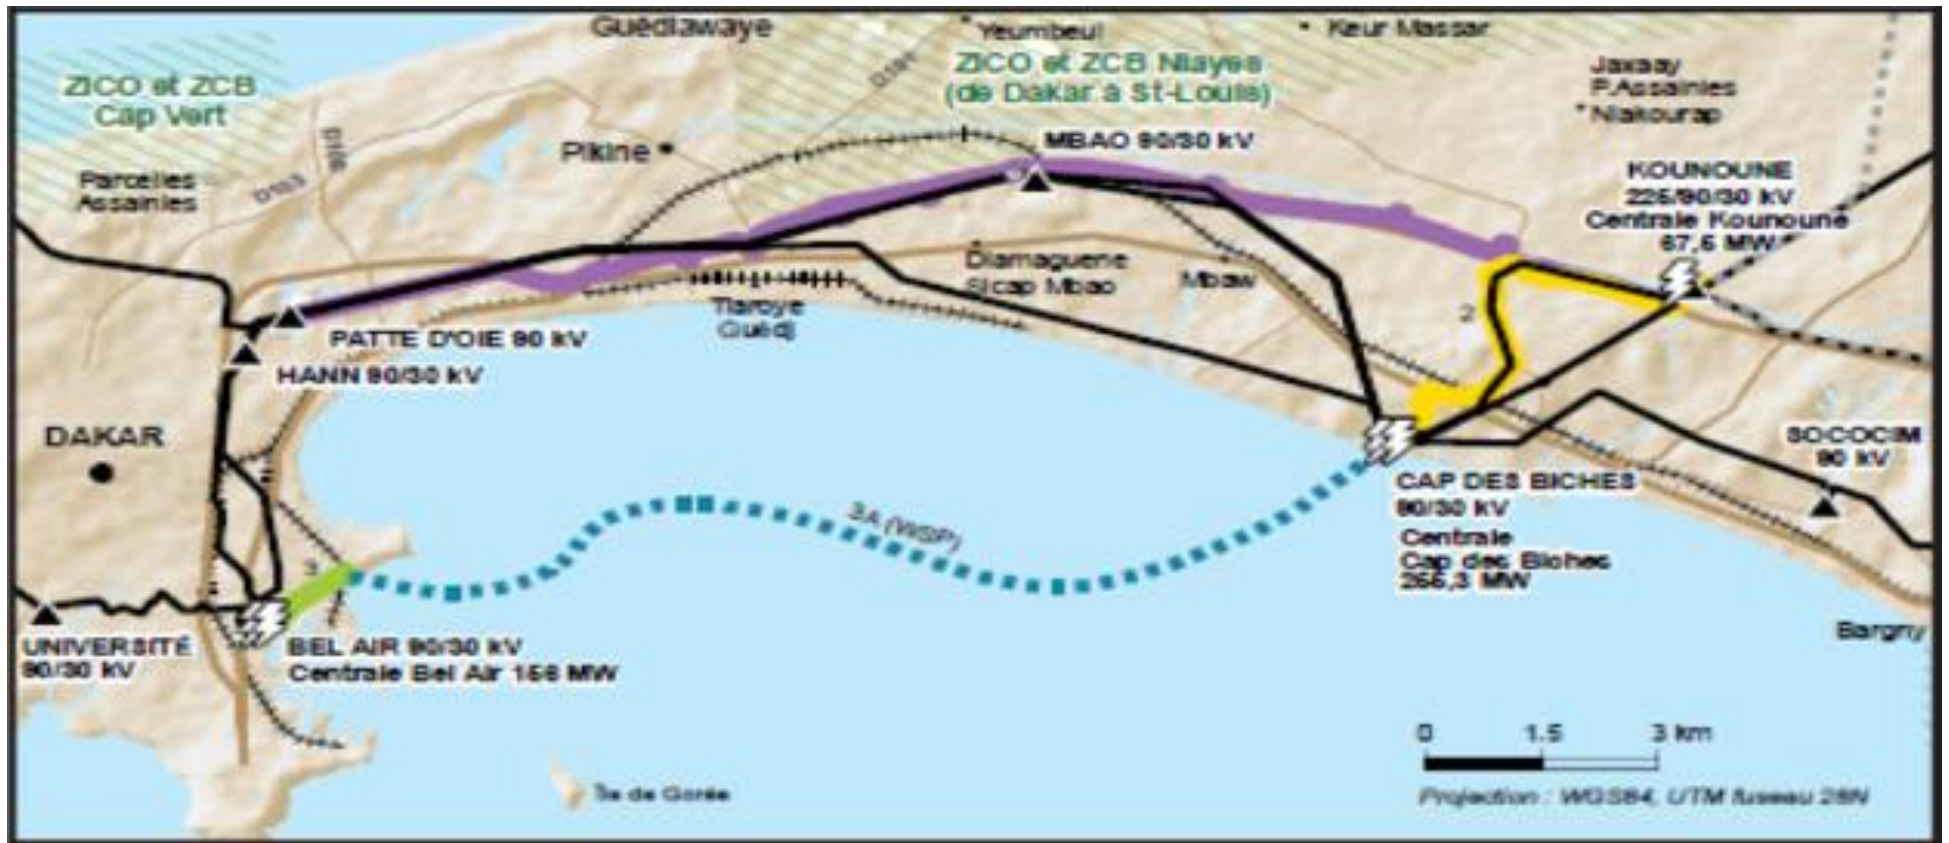 Guédiawaye
Yeumbeul
Keur Massar
ZICO et ZCB
Cap Vert
D101
ZICO et ZCB Niayes
(de Dakar à St-Louis)
Jaxaay
P.Assainies
Niakourap
Pikine
MBAO 90/30 kV
Parcelles
Assainies
D103
KOUNOUNE
225/90/30 kV
Centrale Kounoune
67,5 MW
Diamaguene
Sicap Mbao
Mbaw
Tiaroye
Guédj
2
PATTE D'OIE 90 kV
HANN 90/30 kV
DAKAR
SOCOCIM
90 kV
CAP DES BICHES
90/30 kV
Centrale
Cap des Biches
3A (WSP)
UNIVERSITÉ
90/30 kV
BEL AIR 90/30 kV
Centrale Bel Air 156 MW
Bargny
0 1.5 3 km
Projection : WGS84, UTM fuseau 28N
Île de Gorée